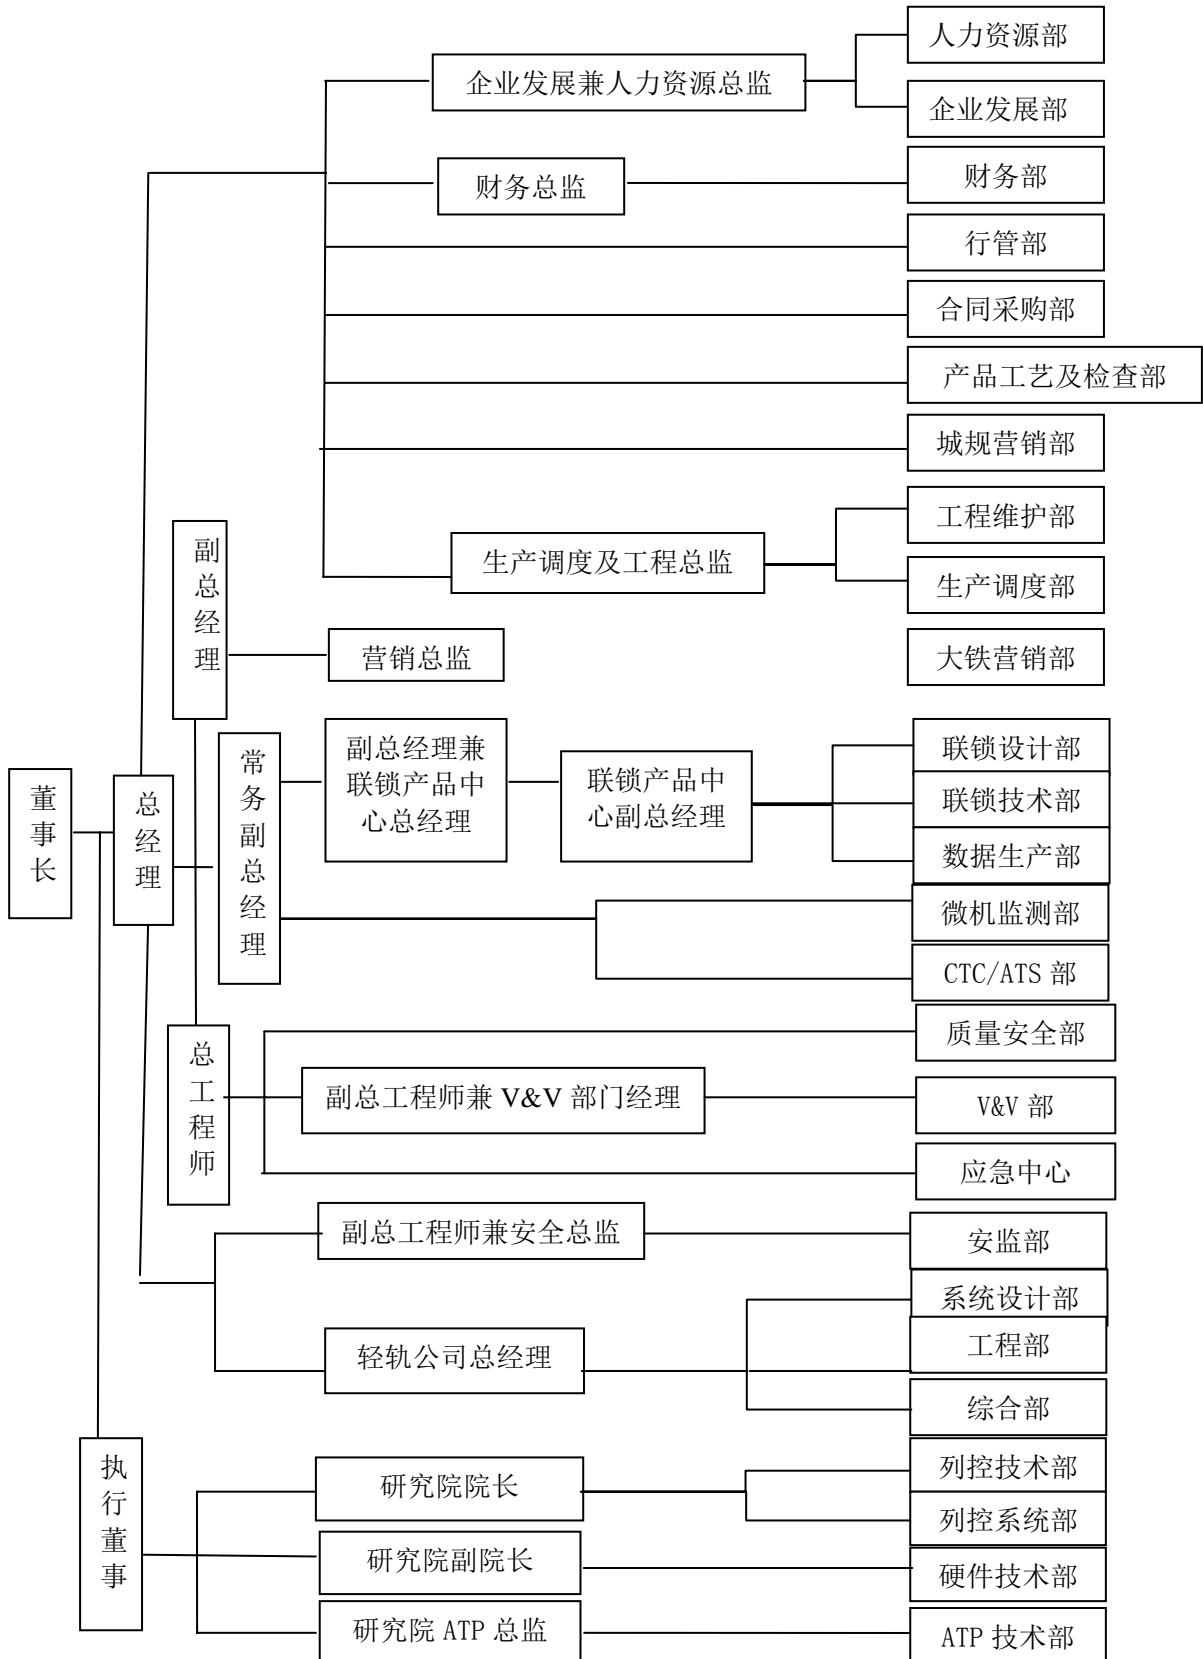 人力资源部
企业发展兼人力资源总监
企业发展部
财务总监
财务部
行管部
合同采购部
产品工艺及检查部
城规营销部
工程维护部
生产调度及工程总监
生产调度部
副总经理
营销总监
大铁营销部
董事长
总经理
常务副总经理
副总经理兼
联锁产品中
心总经理
联锁产品中
心副总经理
联锁设计部
联锁技术部
数据生产部
微机监测部
CTC/ATS 部
总工程师
质量安全部
副总工程师兼 V&V 部门经理
V&V 部
应急中心
副总工程师兼安全总监
安监部
系统设计部
轻轨公司总经理
工程部
综合部
执行董事
研究院院长
列控技术部
列控系统部
研究院副院长
硬件技术部
研究院 ATP 总监
ATP 技术部